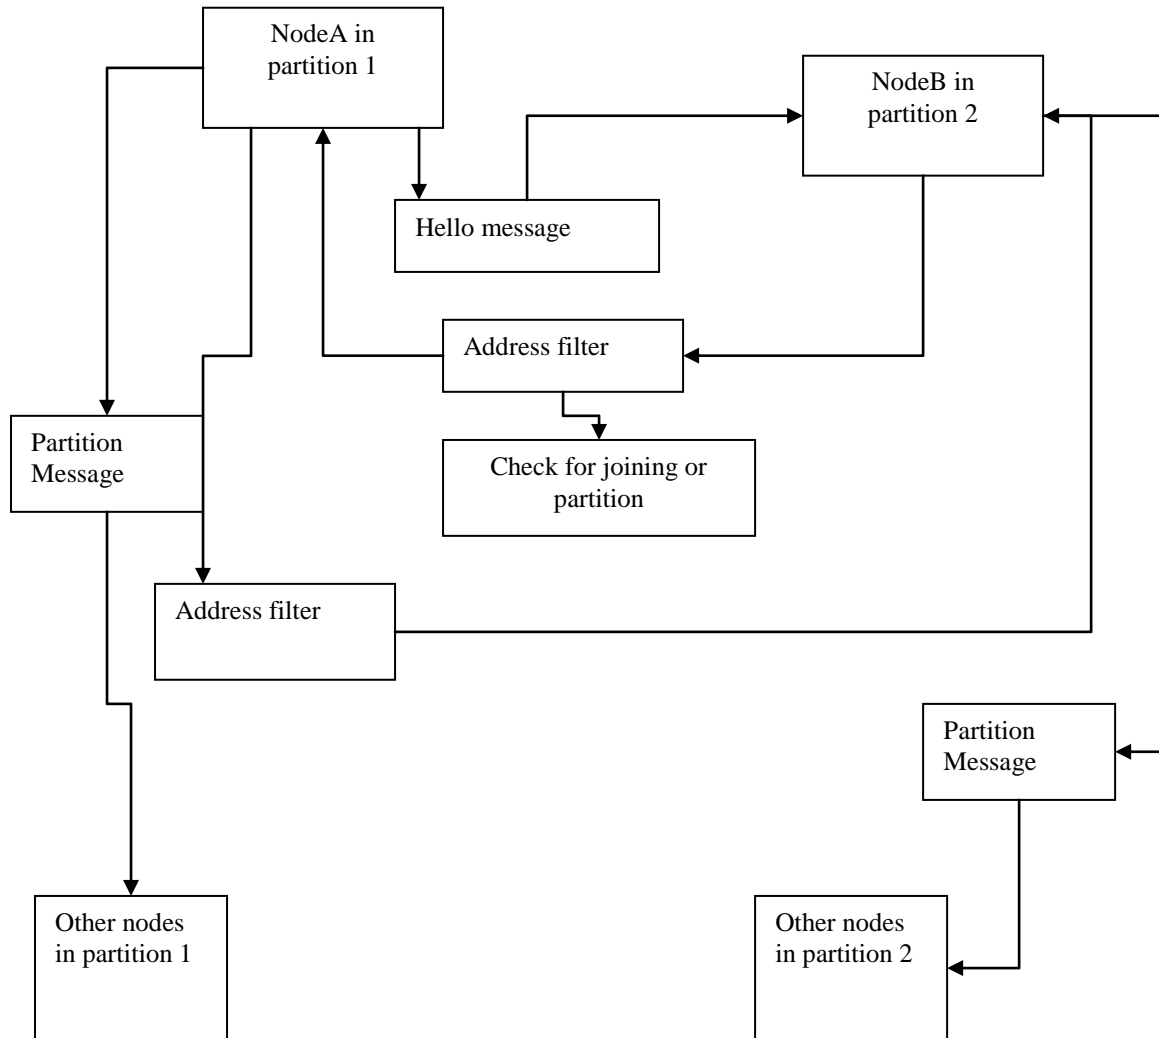 NodeA in
partition 1
NodeB in
partition 2
Hello message
Address filter
Partition
Message
Check for joining or
partition
Address filter
Partition
Message
Other nodes
in partition 1
Other nodes
in partition 2